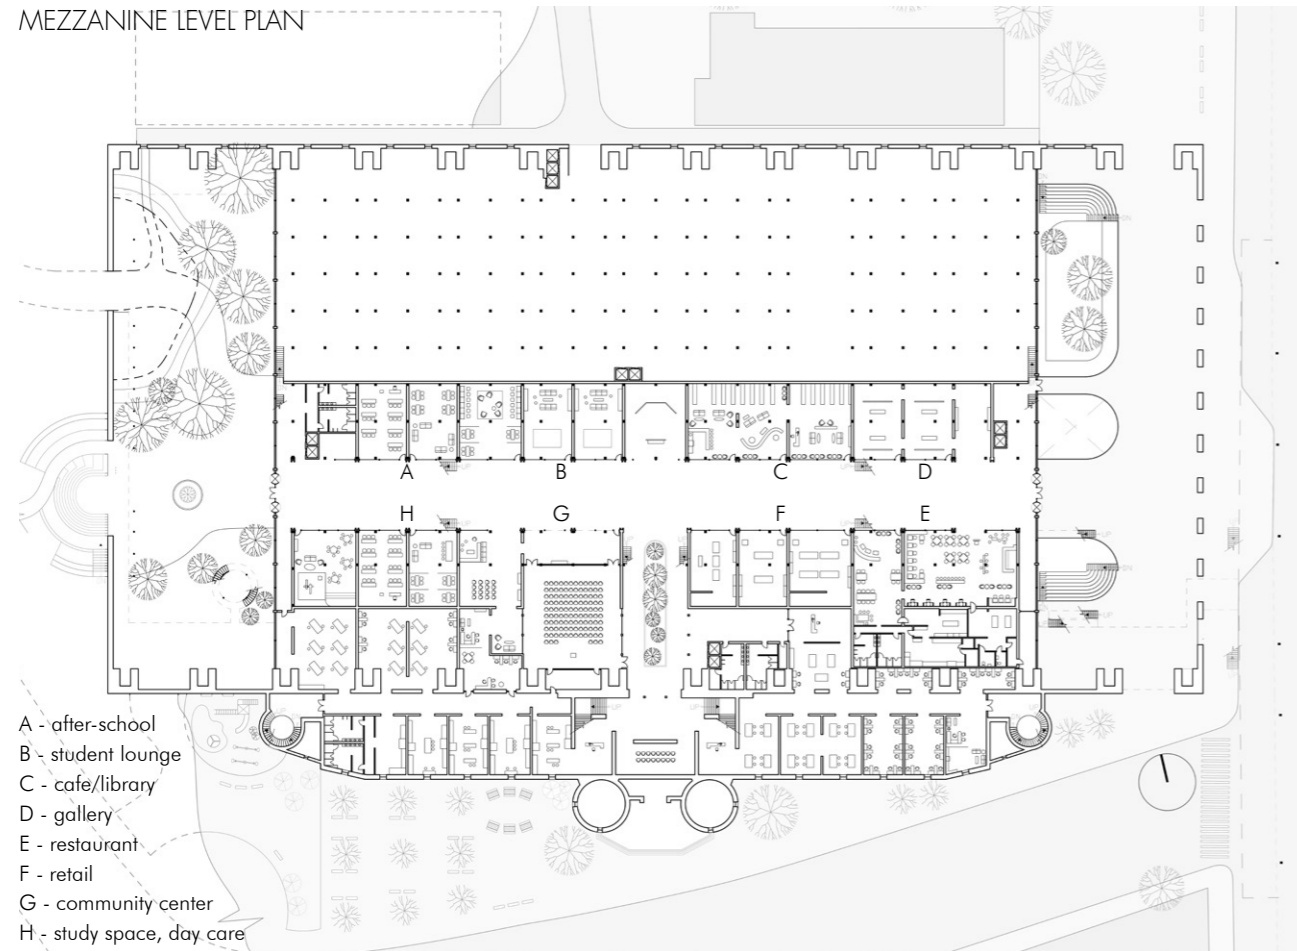 MEZZANINE LEVEL PLAN
A
B
C
D
H
G
F
E
A - after-school
B - student lounge
C - cafe/library
D - gallery
E - restaurant
F - retail
G - community center
H - study space, day care